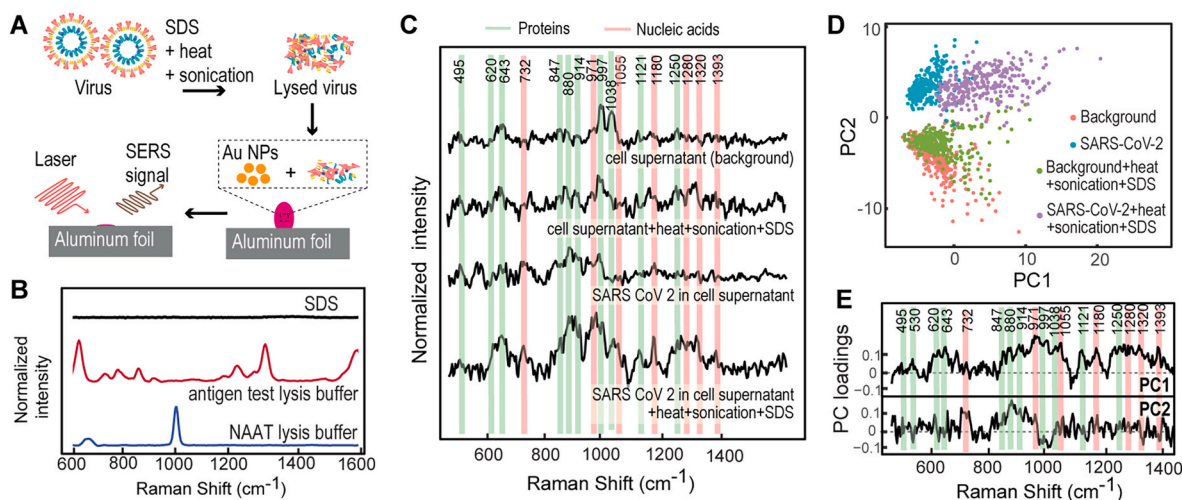 A
Virus
SDS
+ heat
+ sonication
Lysed virus
Laser
SERS
signal
Au NPs
+
Aluminum foil
Aluminum foil
B
Normalized
intensity
SDS
antigen test lysis buffer
NAAT lysis buffer
600 800 1000 1200 1400 1600
Raman Shift (cm-1)
C
Proteins
Nucleic acids
495 620 643 732 847 880 914 971 997 1038 1055 1121 1180 1250 1280 1320 1393
Normalized intensity
cell supernatant (background)
cell supernatant+heat+sonication+SDS
SARS CoV 2 in cell supernatant
SARS CoV 2 in cell supernatant
+heat+sonication+SDS
600 800 1000 1200 1400
Raman Shift (cm-1)
D
PC2
10
0
-10
Background
SARS-CoV-2
Background+heat
+sonication+SDS
SARS-CoV-2+heat
+sonication+SDS
0 10 20
PC1
E
495 530 620 643 732 847 880 914 971 997 1038 1055 1121 1180 1250 1280 1320 1393
PC loadings
0.1
0
−0.1
PC1
0.1
0
-0.1
PC2
600 800 1000 1200 1400
Raman Shift (cm-1)